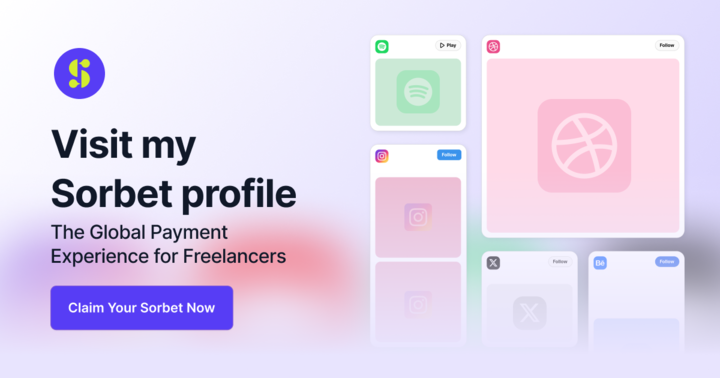 Visit my
Sorbet profile
The Global Payment
Experience for Freelancers
Claim Your Sorbet Now
Play
Follow
Follow
Follow
Bē
Follow